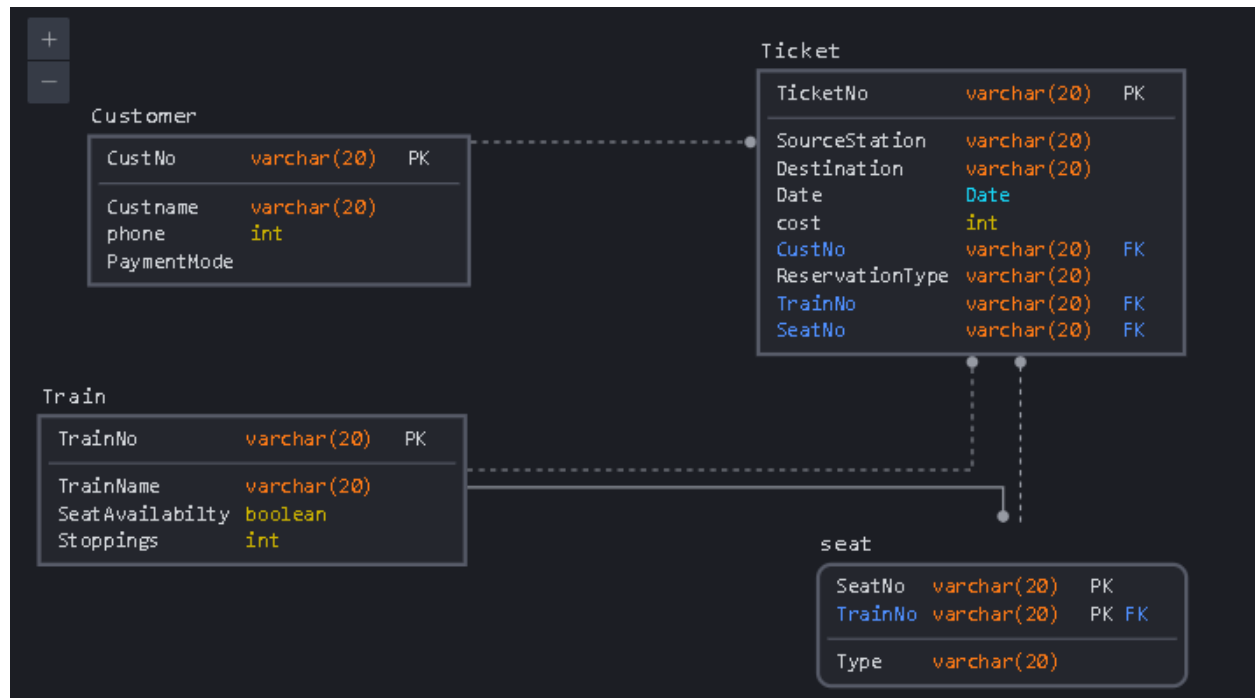 +
−
Customer
CustNo varchar(20) PK
Custname varchar(20)
phone int
PaymentMode
Ticket
TicketNo varchar(20) PK
SourceStation varchar(20)
Destination varchar(20)
Date Date
cost int
CustNo varchar(20) FK
ReservationType varchar(20)
TrainNo varchar(20) FK
SeatNo varchar(20) FK
Train
TrainNo varchar(20) PK
TrainName varchar(20)
SeatAvailabilty boolean
Stoppings int
seat
SeatNo varchar(20) PK
TrainNo varchar(20) PK FK
Type varchar(20)